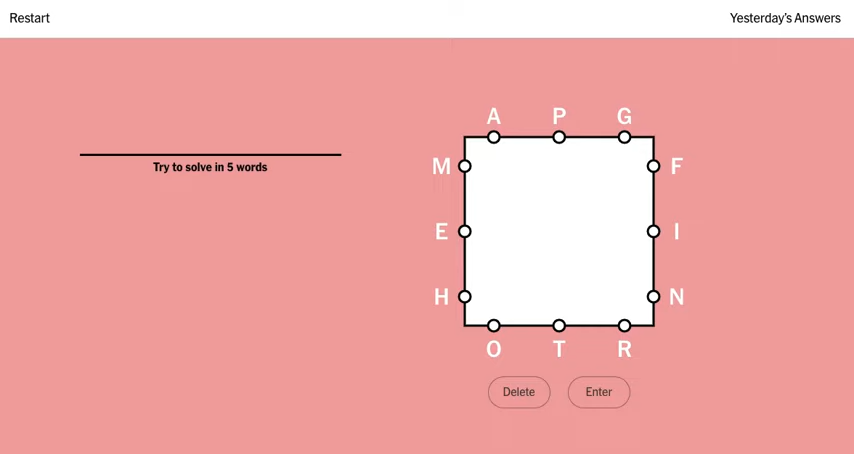 Restart
Yesterday's Answers
A P G
M F
Try to solve in 5 words
E I
H N
O T R
Delete Enter